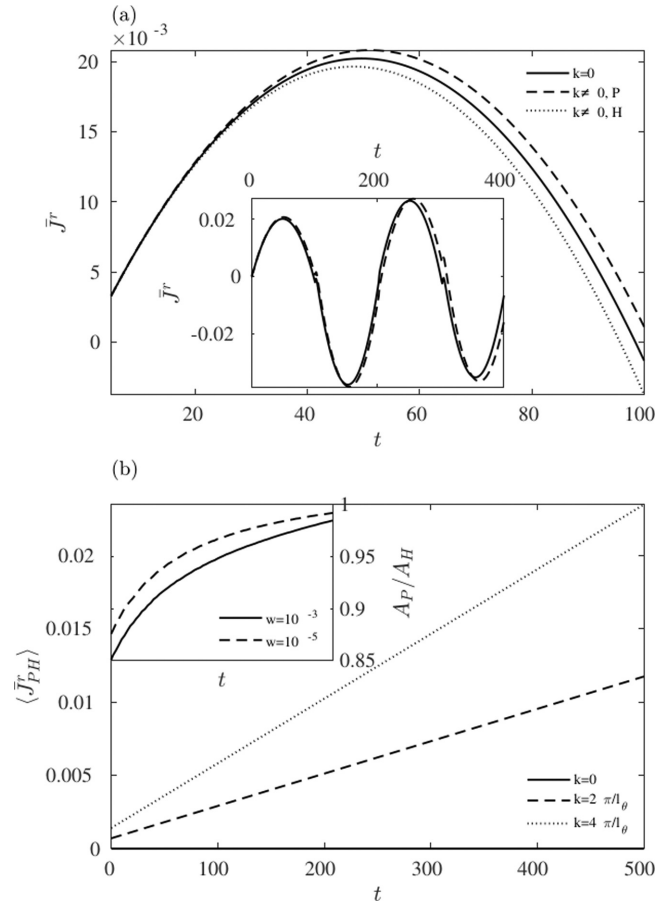 (a)
×10 -3
20
15
10
5
0
J̄ʳ
k=0
k≠ 0, P
k≠ 0, H
t
0 200 400
0.02
0
-0.02
J̄ʳ
20 40 60 80 100
t
(b)
0.02
0.015
0.01
0.005
0
⟨J̄ʳ_PH⟩
1
0.95
0.9
0.85
A_P/A_H
w=10 -3
w=10 -5
t
k=0
k=2 π/l_θ
k=4 π/l_θ
0 100 200 300 400 500
t